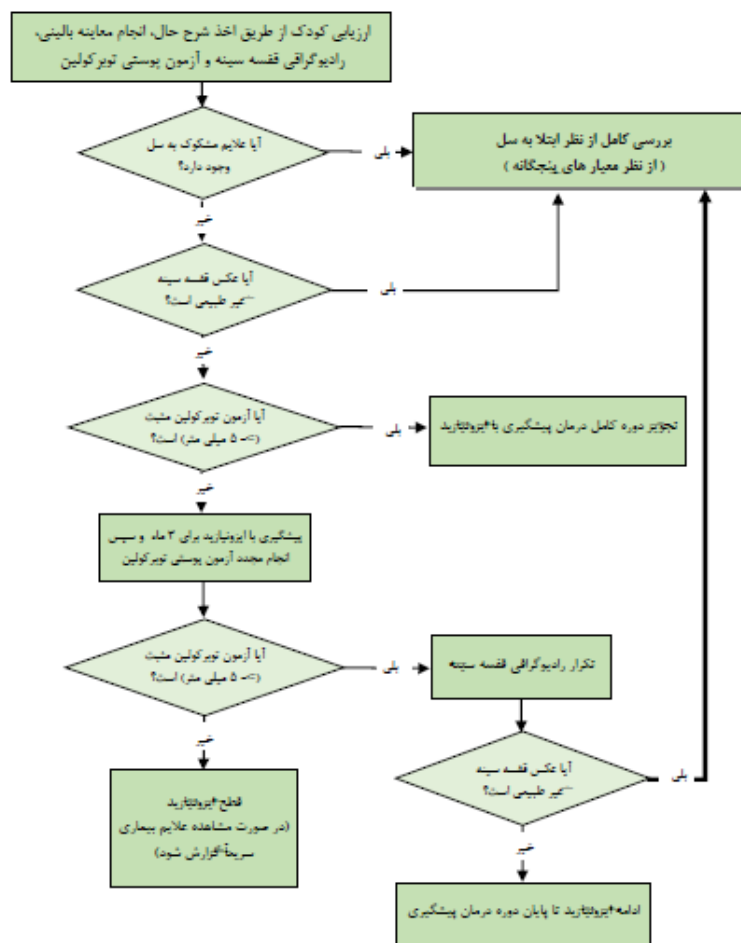 ارزیابی کودک از طریق اخذ شرح حال، انجام معاینه بالینی،
رادیوگرافی قفسه سینه و آزمون پوستی توبرکولین
آیا علایم مشکوک به سل
وجود دارد؟
بلی
بررسی کامل از نظر ابتلا به سل
( از نظر معیار های پنجگانه )
خیر
آیا عکس قفسه سینه
غیر طبیعی است؟
بلی
خیر
آیا آزمون توبرکولین مثبت
(=> ۵ میلی متر) است؟
بلی
تجویز دوره کامل درمان پیشگیری با ایزونیازید
خیر
پیشگیری با ایزونیازید برای ۳ ماه و سپس
انجام مجدد آزمون پوستی توبرکولین
آیا آزمون توبرکولین مثبت
(=> ۵ میلی متر) است؟
بلی
تکرار رادیوگرافی قفسه سینه
خیر
آیا عکس قفسه سینه
غیر طبیعی است؟
بلی
قطع ایزونیازید
(در صورت مشاهده علایم بیماری
سریعاً گزارش شود)
خیر
ادامه ایزونیازید تا پایان دوره درمان پیشگیری